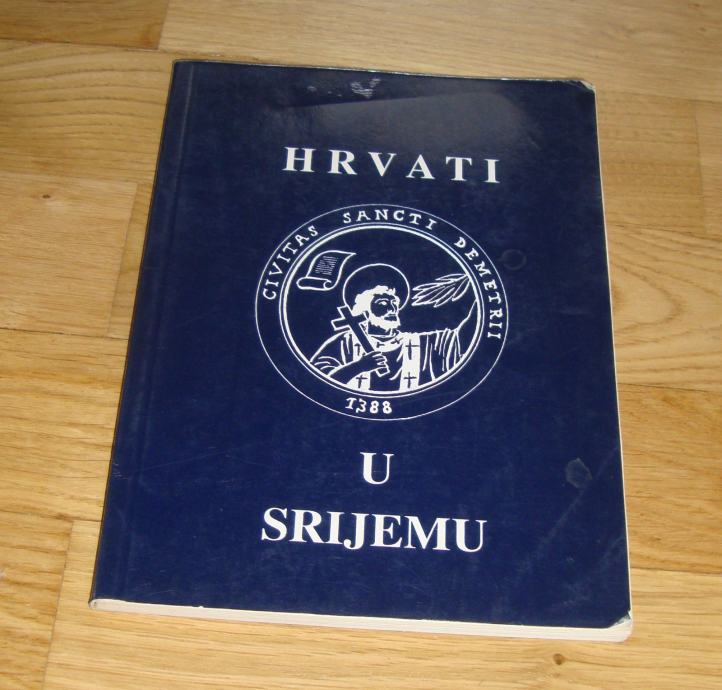 HRVATI
CIVITAS SANCTI DEMETRII
1388
U
SRIJEMU